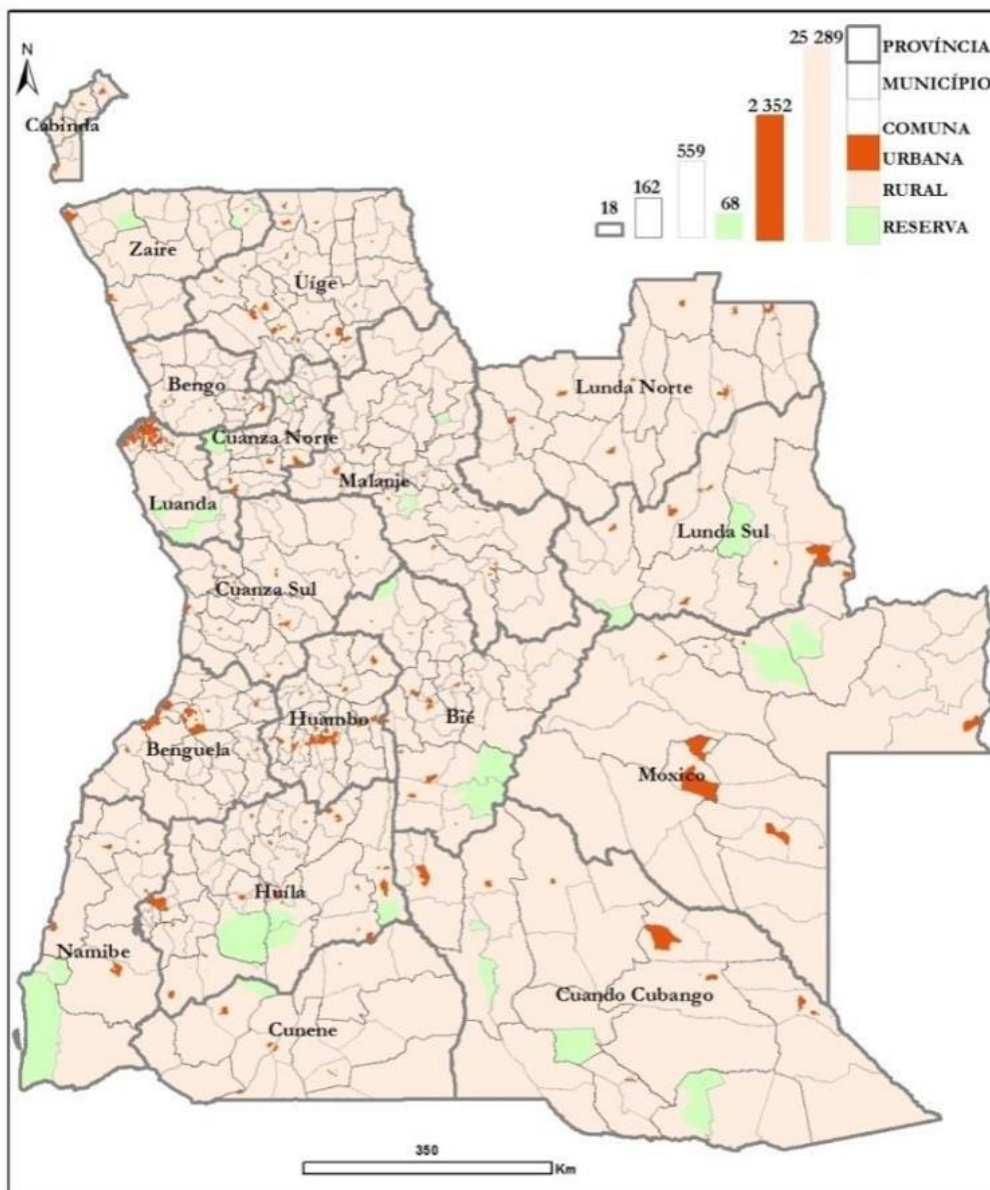 25 289
PROVÍNCIA
N
MUNICÍPIO
2 352
Cabinda
COMUNA
559
URBANA
162
RURAL
68
18
RESERVA
Zaire
Uíge
Bengo
Lunda Norte
Cuanza Norte
Malanje
Luanda
Lunda Sul
Cuanza Sul
Huambo
Bié
Benguela
Moxico
Huíla
Namibe
Cuando Cubango
Cunene
350
Km